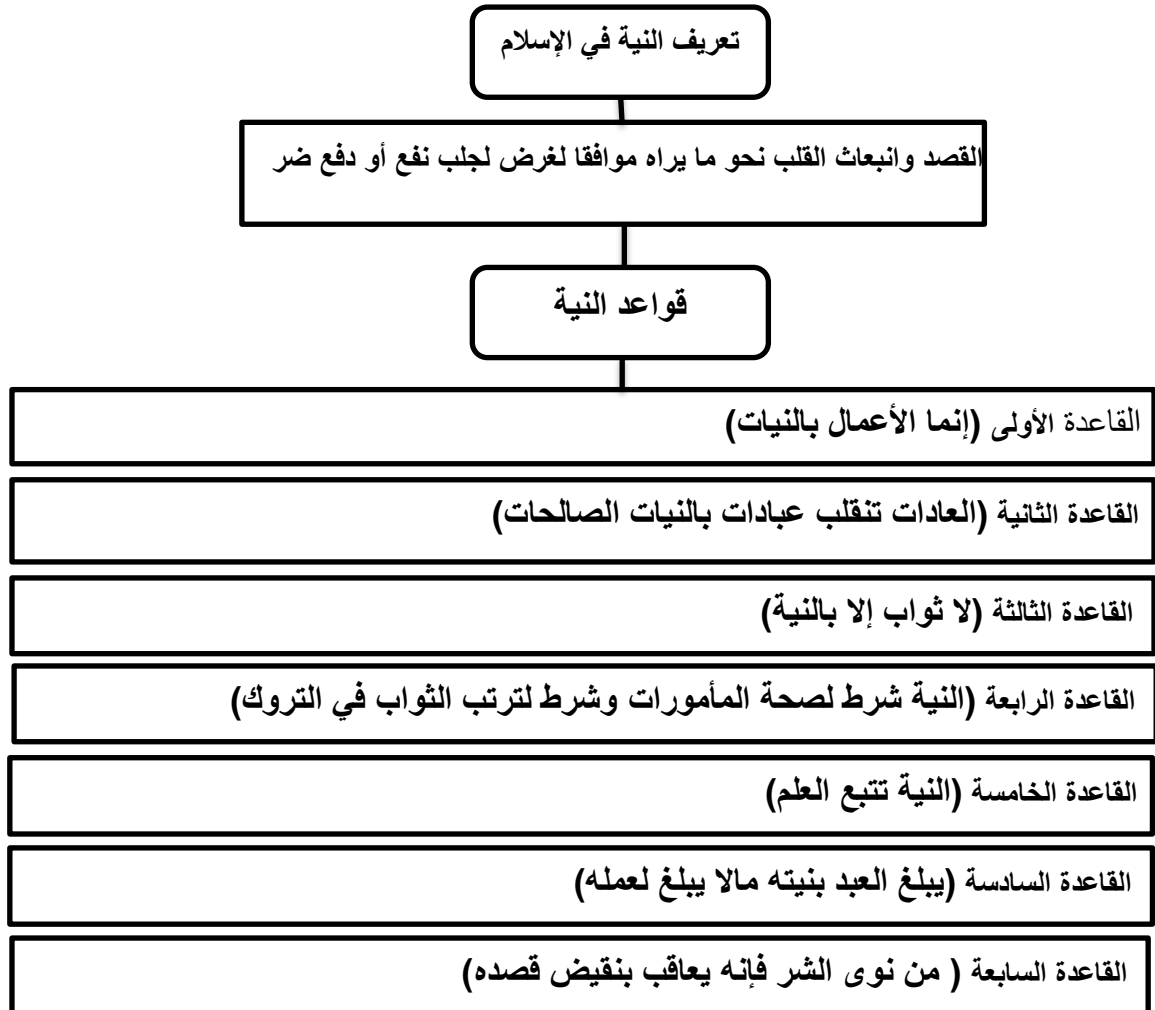 تعريف النية في الإسلام
القصد وانبعاث القلب نحو ما يراه موافقا لغرض لجلب نفع أو دفع ضر
قواعد النية
القاعدة الأولى (إنما الأعمال بالنيات)
القاعدة الثانية (العادات تنقلب عبادات بالنيات الصالحات)
القاعدة الثالثة (لا ثواب إلا بالنية)
القاعدة الرابعة (النية شرط لصحة المأمورات وشرط لترتب الثواب في التروك)
القاعدة الخامسة (النية تتبع العلم)
القاعدة السادسة (يبلغ العبد بنيته مالا يبلغ لعمله)
القاعدة السابعة ( من نوى الشر فإنه يعاقب بنقيض قصده)